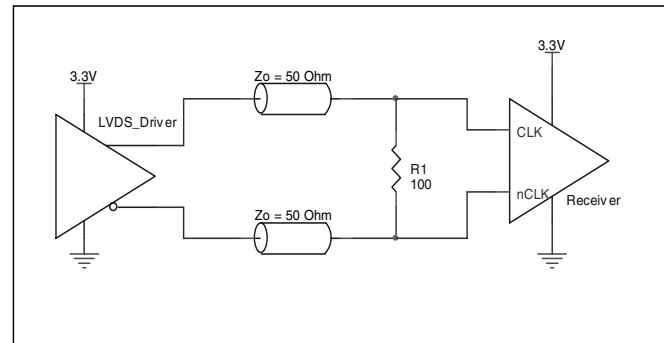 3.3V
3.3V
Zo = 50 Ohm
LVDS_Driver
CLK
R1
100
nCLK
Receiver
Zo = 50 Ohm